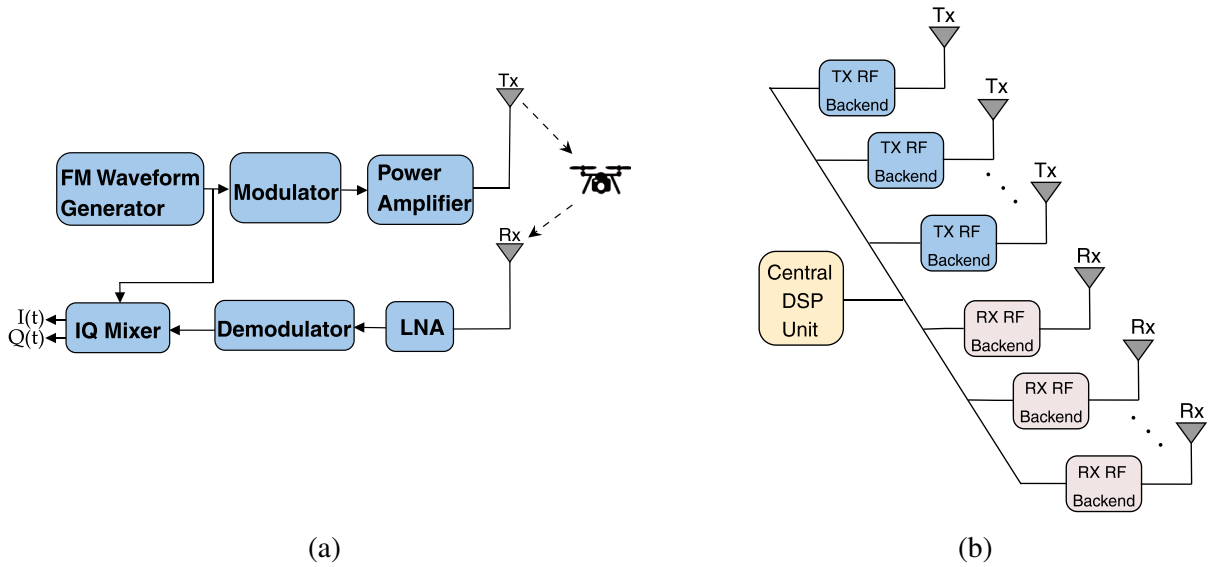 Tx
FM Waveform
Generator
Modulator
Power
Amplifier
Rx
I(t)
Q(t)
IQ Mixer
Demodulator
LNA
(a)
Tx
TX RF
Backend
Tx
TX RF
Backend
Tx
TX RF
Backend
Central
DSP
Unit
Rx
RX RF
Backend
Rx
RX RF
Backend
Rx
RX RF
Backend
(b)